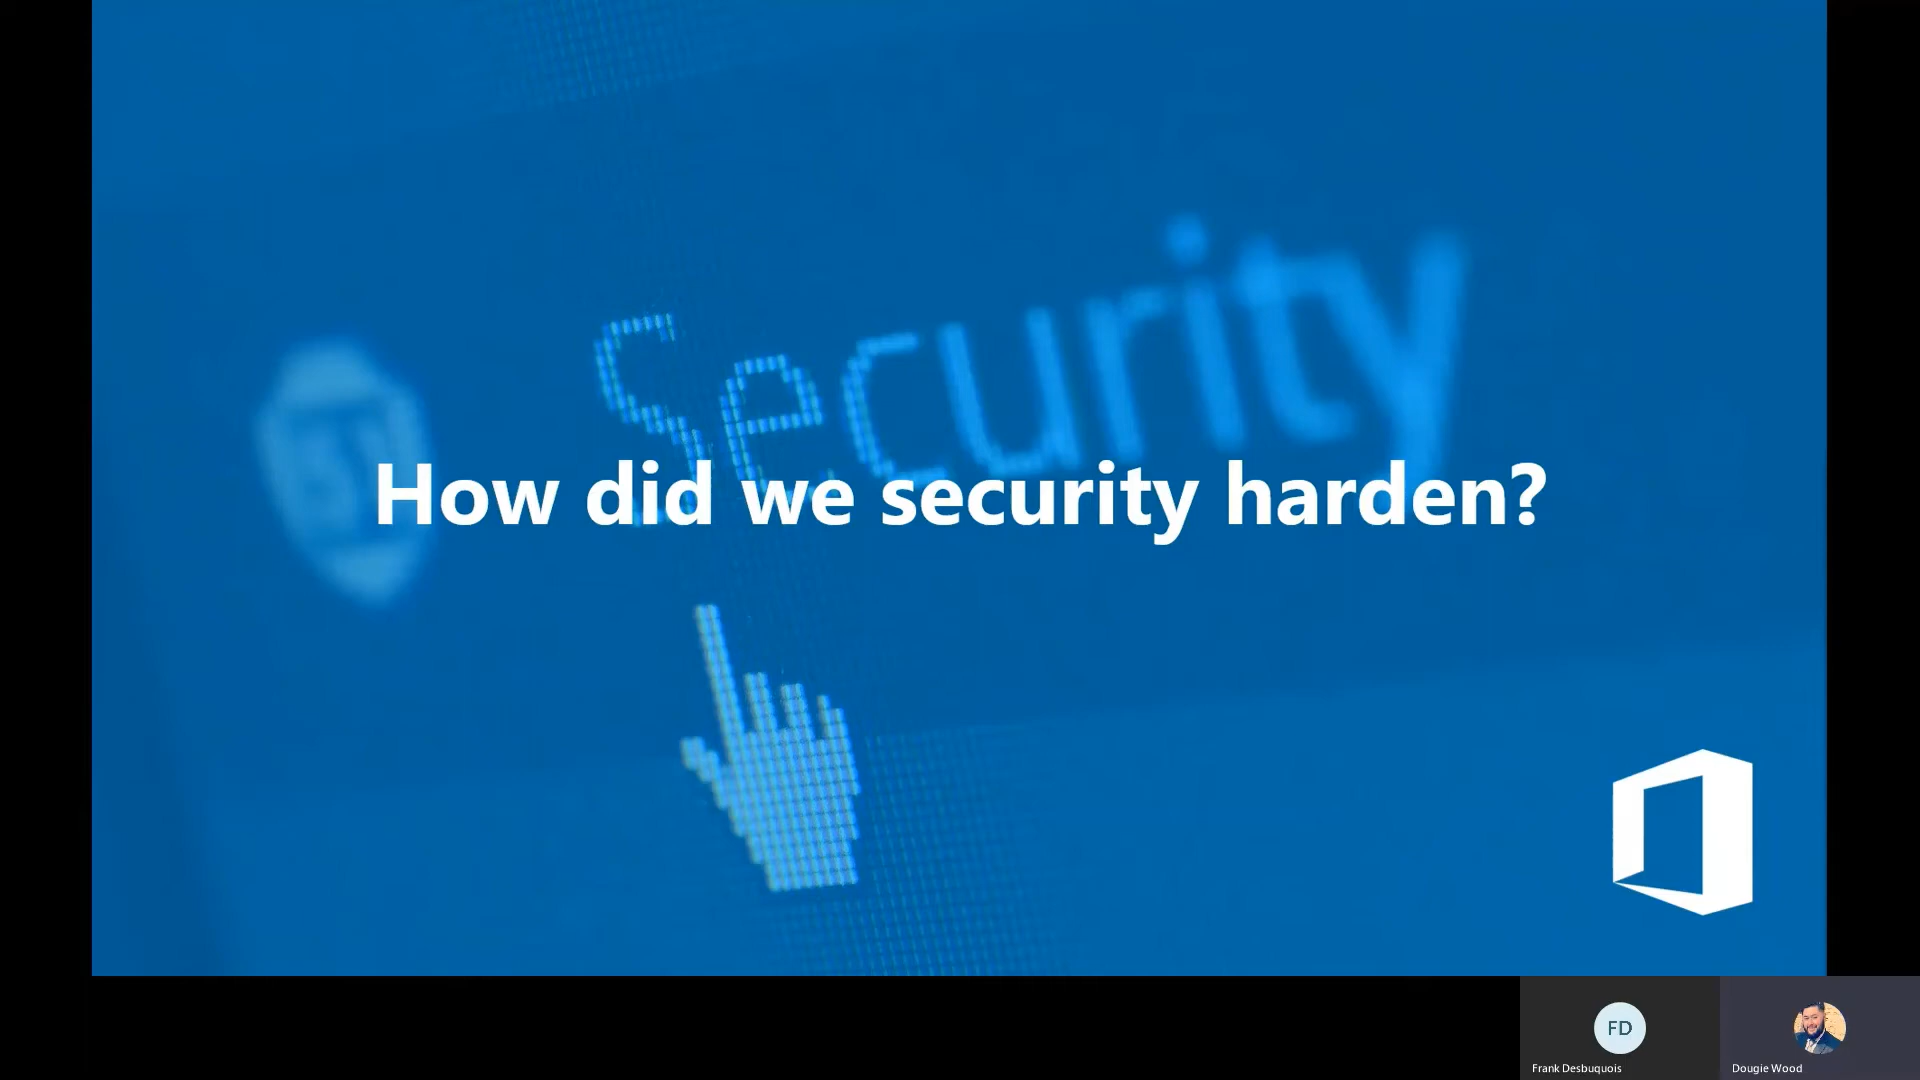 Security
How did we security harden?
FD
Frank Desbuquois
Dougie Wood